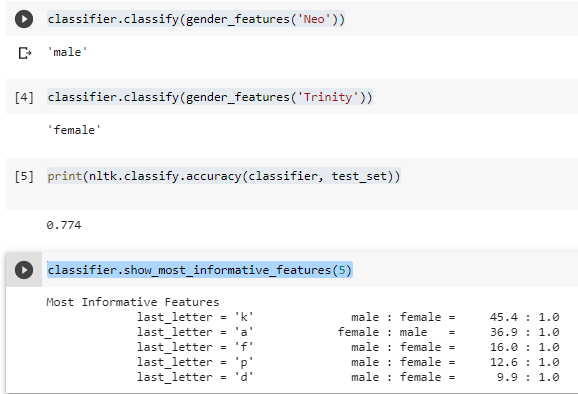 classifier.classify(gender_features('Neo'))
'male'
[4] classifier.classify(gender_features('Trinity'))
'female'
[5] print(nltk.classify.accuracy(classifier, test_set))
0.774
classifier.show_most_informative_features(5)
Most Informative Features
last_letter = 'k' male : female = 45.4 : 1.0
last_letter = 'a' female : male = 36.9 : 1.0
last_letter = 'f' male : female = 16.0 : 1.0
last_letter = 'p' male : female = 12.6 : 1.0
last_letter = 'd' male : female = 9.9 : 1.0